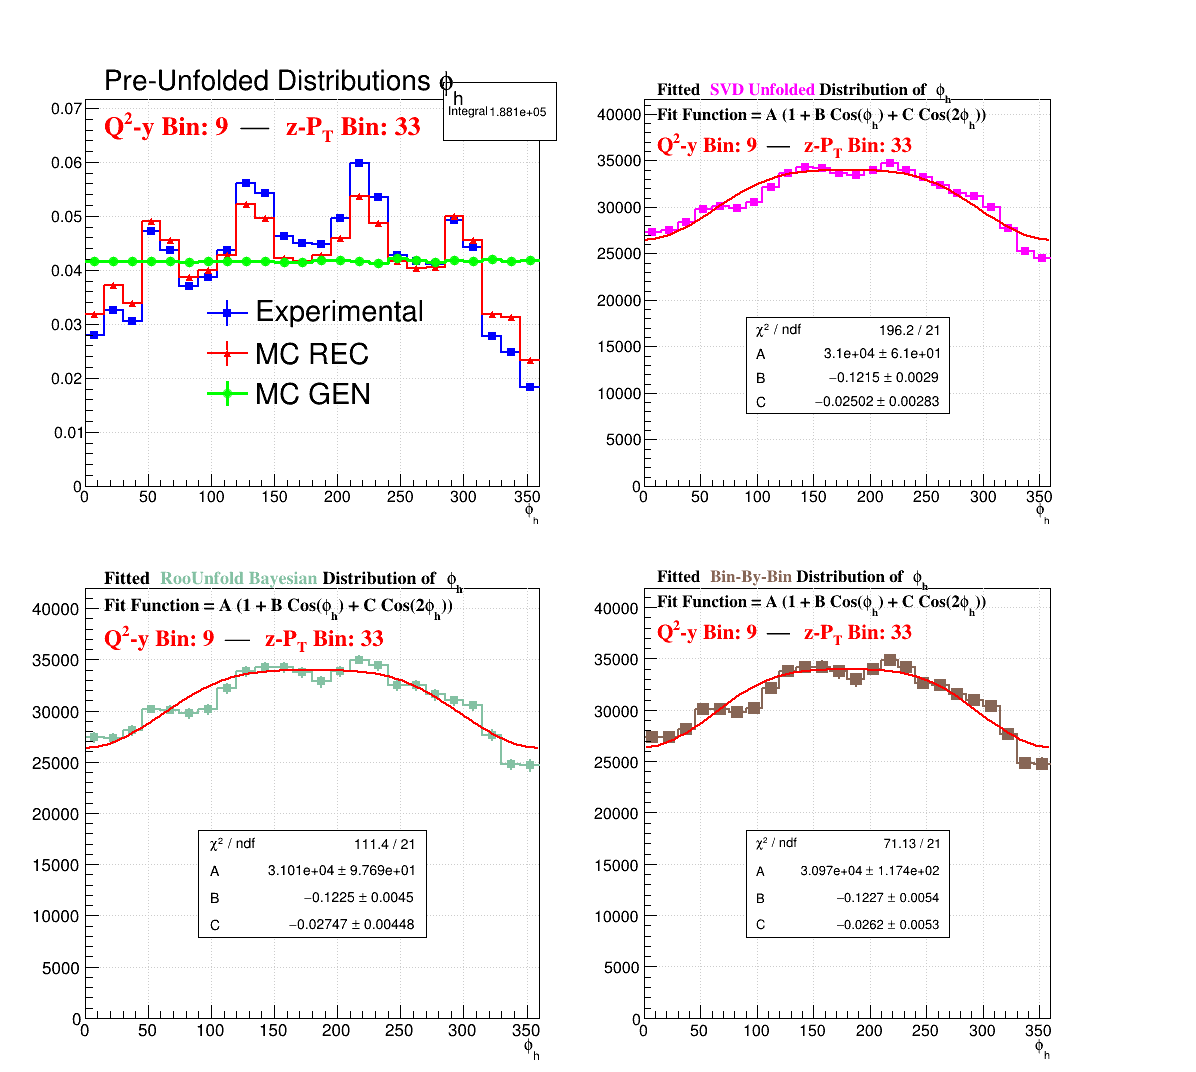 Pre-Unfolded Distributions ϕh
Integral 1.881e+05
Q²-y Bin: 9 — z-PT Bin: 33
0.07
0.06
0.05
0.04
0.03
0.02
0.01
0
Experimental
MC REC
MC GEN
0 50 100 150 200 250 300 350
ϕh
Fitted SVD Unfolded Distribution of ϕh
Fit Function = A (1 + B Cos(ϕh) + C Cos(2ϕh))
Q²-y Bin: 9 — z-PT Bin: 33
40000
35000
30000
25000
20000
15000
10000
5000
0
χ² / ndf 196.2 / 21
A 3.1e+04 ± 6.1e+01
B −0.1215 ± 0.0029
C −0.02502 ± 0.00283
0 50 100 150 200 250 300 350
ϕh
Fitted RooUnfold Bayesian Distribution of ϕh
Fit Function = A (1 + B Cos(ϕh) + C Cos(2ϕh))
Q²-y Bin: 9 — z-PT Bin: 33
40000
35000
30000
25000
20000
15000
10000
5000
0
χ² / ndf 111.4 / 21
A 3.101e+04 ± 9.769e+01
B −0.1225 ± 0.0045
C −0.02747 ± 0.00448
0 50 100 150 200 250 300 350
ϕh
Fitted Bin-By-Bin Distribution of ϕh
Fit Function = A (1 + B Cos(ϕh) + C Cos(2ϕh))
Q²-y Bin: 9 — z-PT Bin: 33
40000
35000
30000
25000
20000
15000
10000
5000
0
χ² / ndf 71.13 / 21
A 3.097e+04 ± 1.174e+02
B −0.1227 ± 0.0054
C −0.0262 ± 0.0053
0 50 100 150 200 250 300 350
ϕh